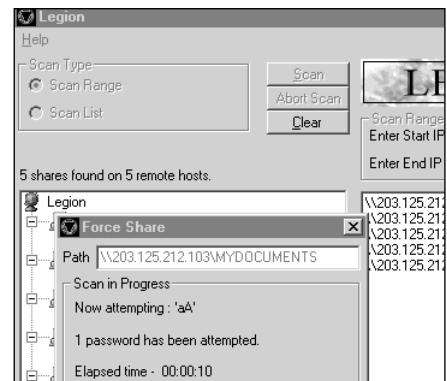 Legion
Help
Scan Type
Scan Range
Scan List
Scan
Abort Scan
Clear
LE
Scan Range
Enter Start IP
Enter End IP
5 shares found on 5 remote hosts.
Legion
\\203.125.21
Force Share
Path \\203.125.212.103\MYDOCUMENTS
.\203.125.212
.\203.125.212
.\203.125.212
.\203.125.212
Scan in Progress
Now attempting : 'aA'
1 password has been attempted.
Elapsed time - 00:00:10